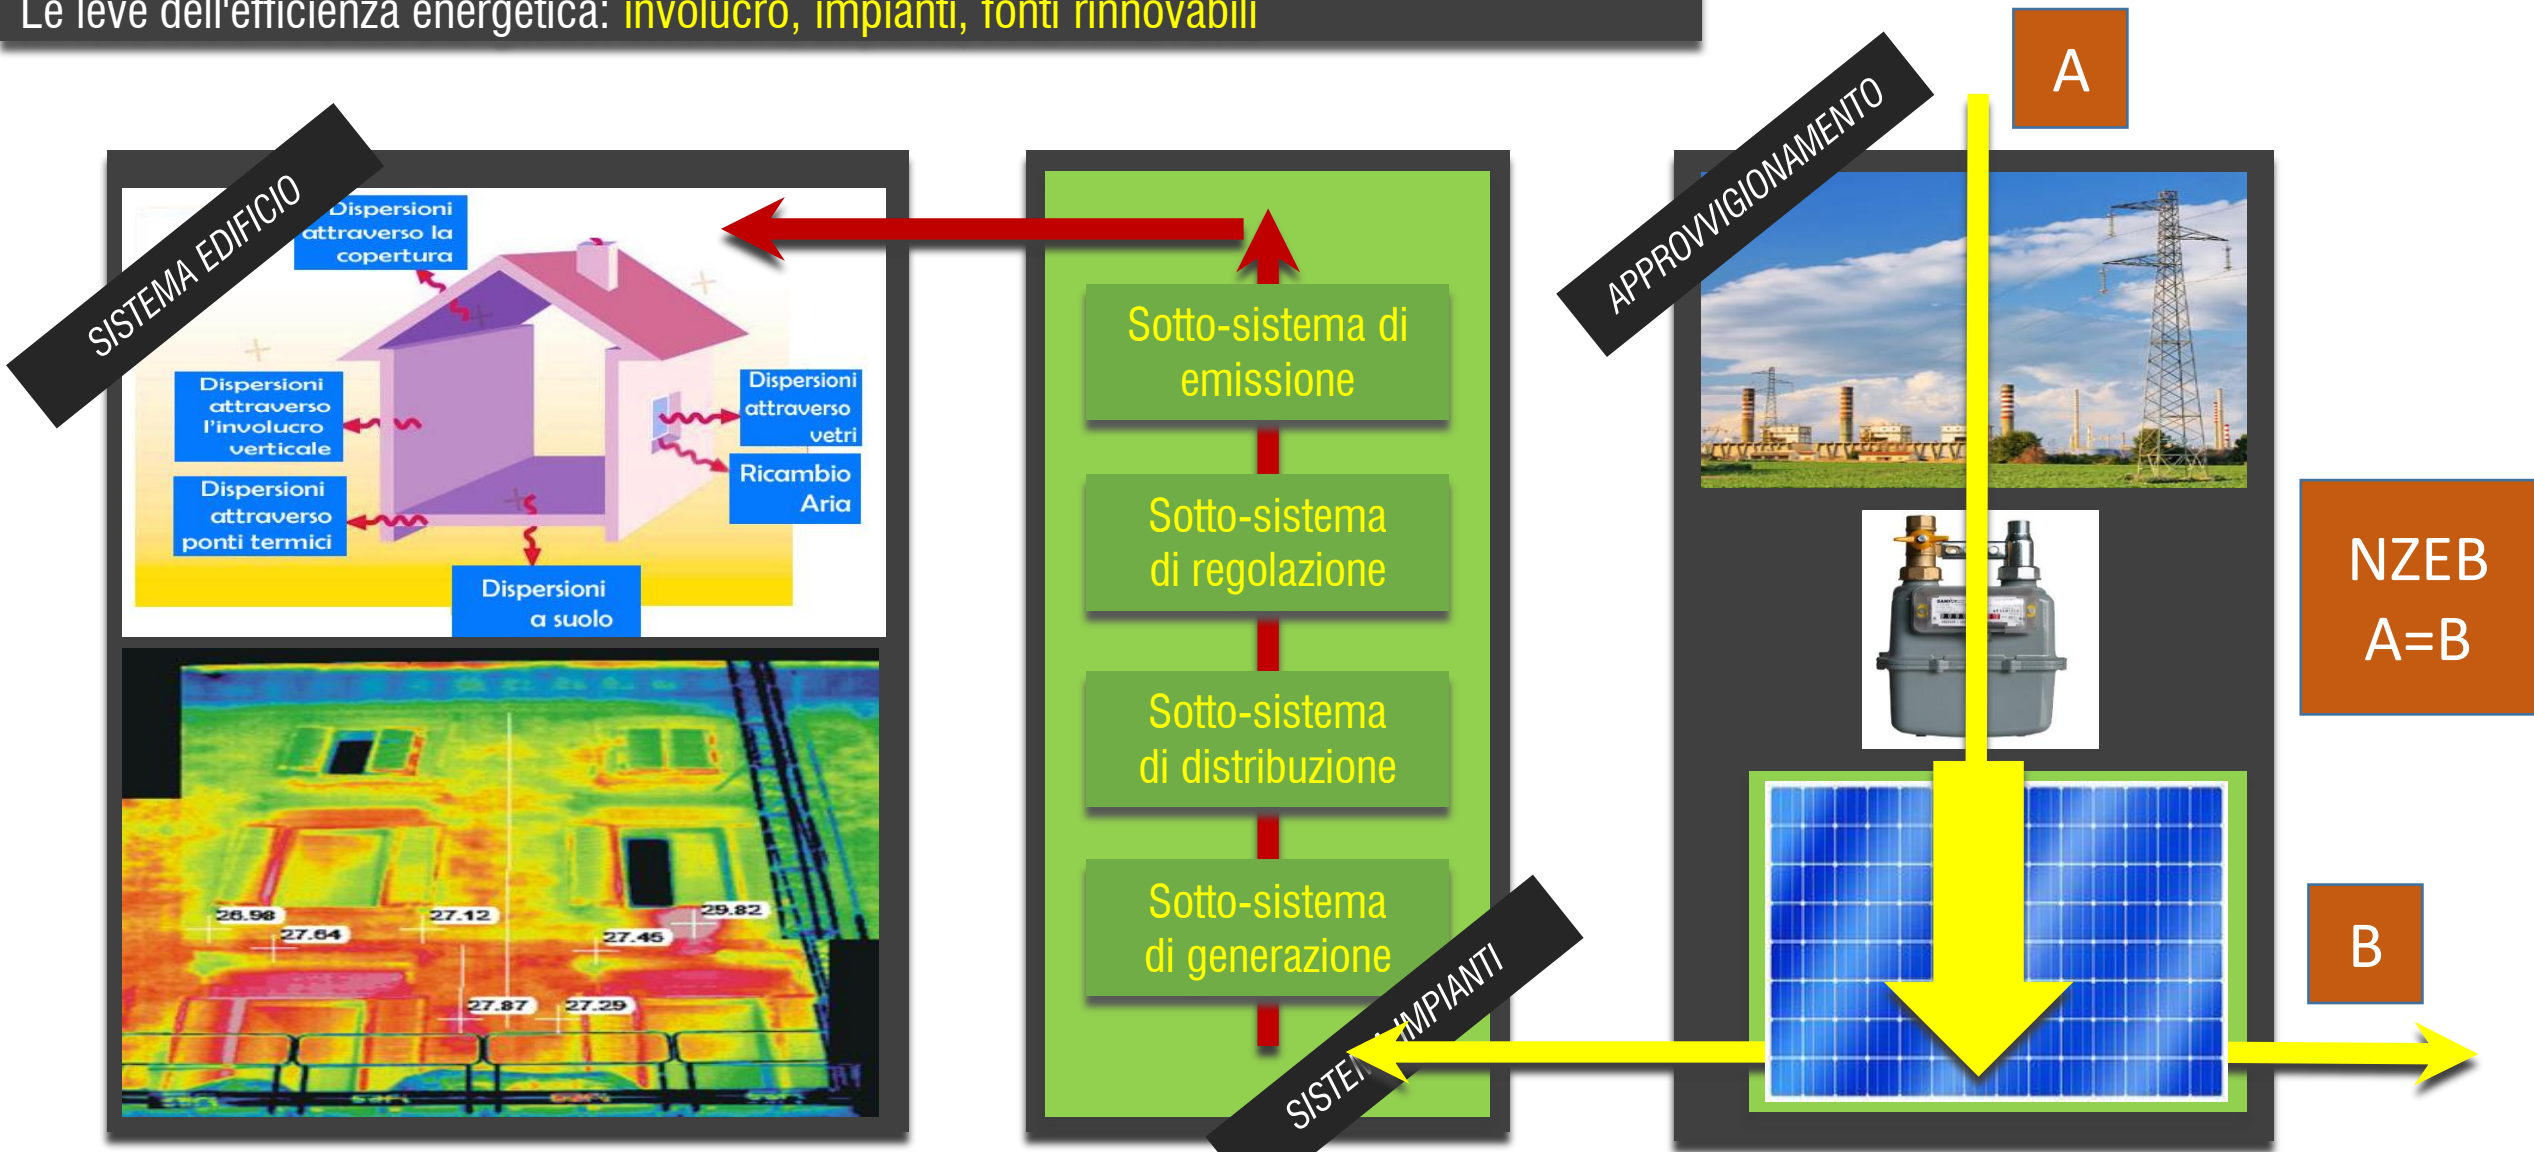 Le leve dell'efficienza energetica: involucro, impianti, fonti rinnovabili
SISTEMA EDIFICIO
Dispersioni
attraverso la
copertura
Dispersioni
attraverso
l'involucro
verticale
Dispersioni
attraverso
ponti termici
Dispersioni
attraverso
vetri
Ricambio
Aria
Dispersioni
a suolo
26.98
27.64
27.12
27.45
29.82
27.87
27.29
Sotto-sistema di
emissione
Sotto-sistema
di regolazione
Sotto-sistema
di distribuzione
Sotto-sistema
di generazione
SISTEMA IMPIANTI
APPROVVIGIONAMENTO
A
NZEB
A=B
B